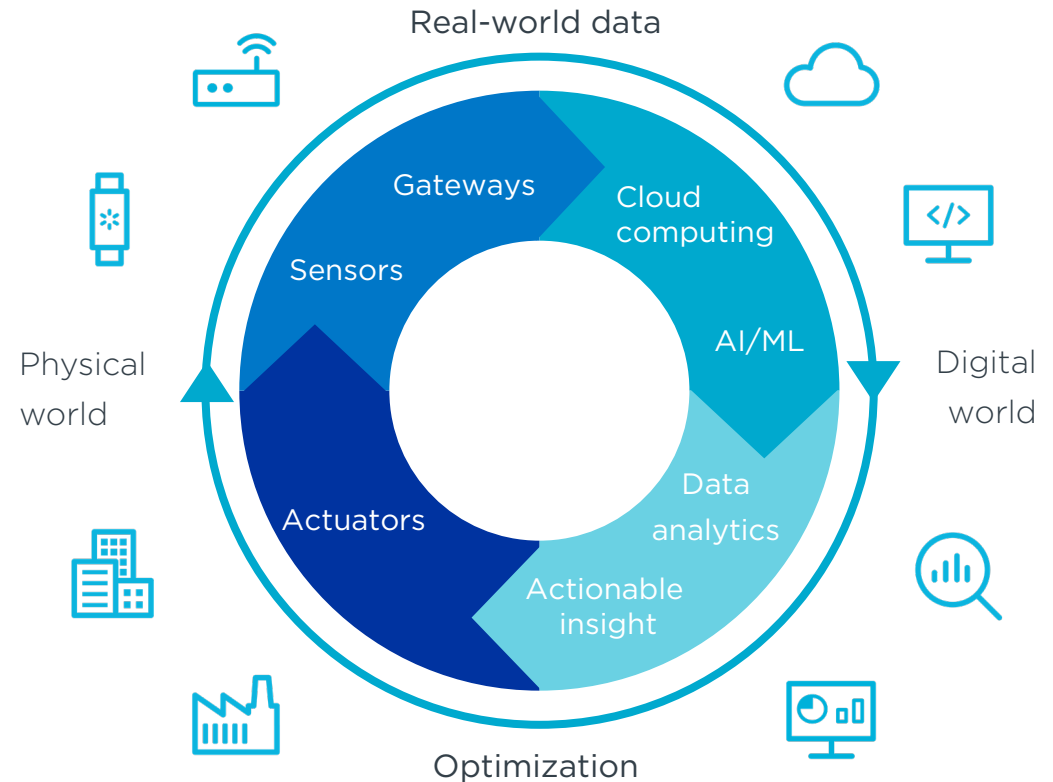 Real-world data
Gateways
Cloud
computing
Sensors
AI/ML
Physical
world
Digital
world
Data
analytics
Actuators
Actionable
insight
Optimization
</>